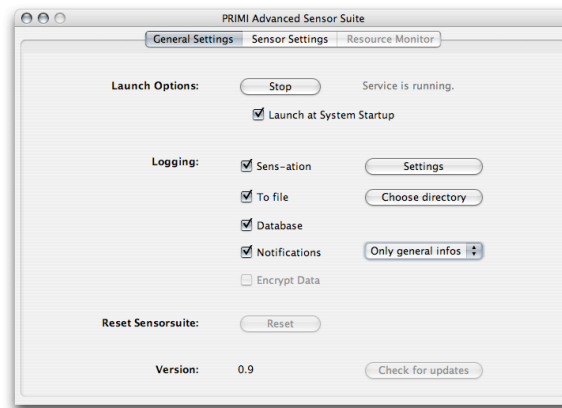 PRIMI Advanced Sensor Suite
General Settings Sensor Settings Resource Monitor
Launch Options: Stop Service is running.
Launch at System Startup
Logging: Sens-ation Settings
To file Choose directory
Database
Notifications Only general infos
Encrypt Data
Reset Sensorsuite: Reset
Version: 0.9 Check for updates